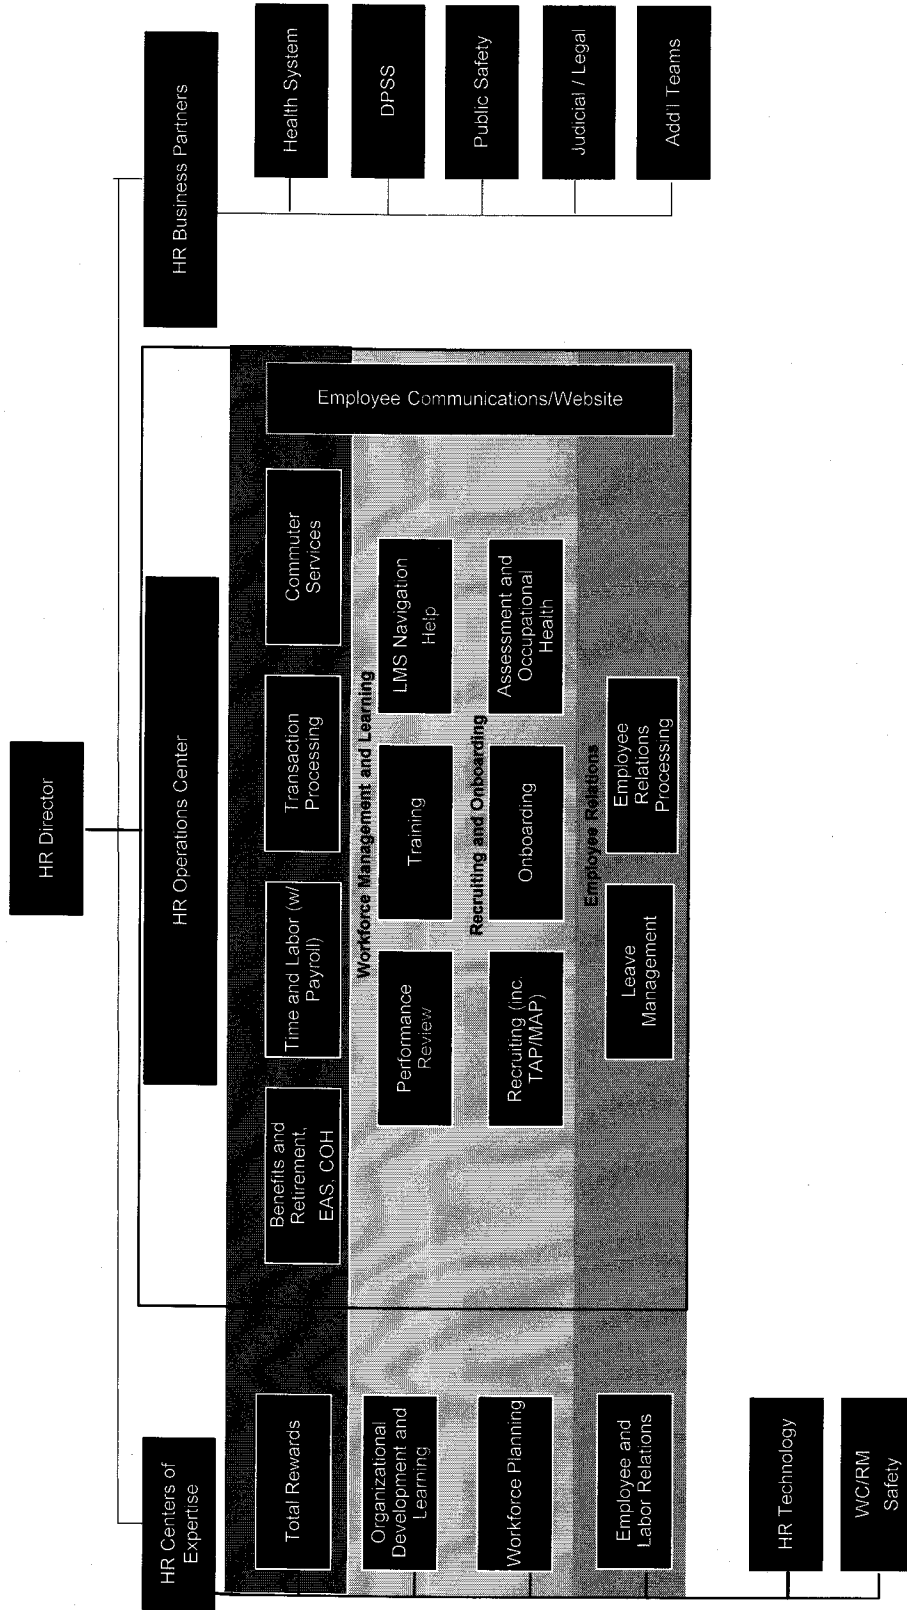 HR Director
HR Centers of
Expertise
HR Operations Center
HR Business Partners
Total Rewards
Benefits and
Retirement,
EAS, COH
Time and Labor (w/
Payroll)
Transaction
Processing
Commuter
Services
Employee Communications/Website
Health System
Workforce Management and Learning
Organizational
Development and
Learning
Performance
Review
Training
LMS Navigation
Help
DPSS
Recruiting and Onboarding
Workforce Planning
Recruiting (inc.
TAP/MAP)
Onboarding
Assessment and
Occupational
Health
Public Safety
Employee Relations
Employee and
Labor Relations
Leave
Management
Employee
Relations
Processing
Judicial / Legal
Add'l Teams
HR Technology
WC/RM
Safety